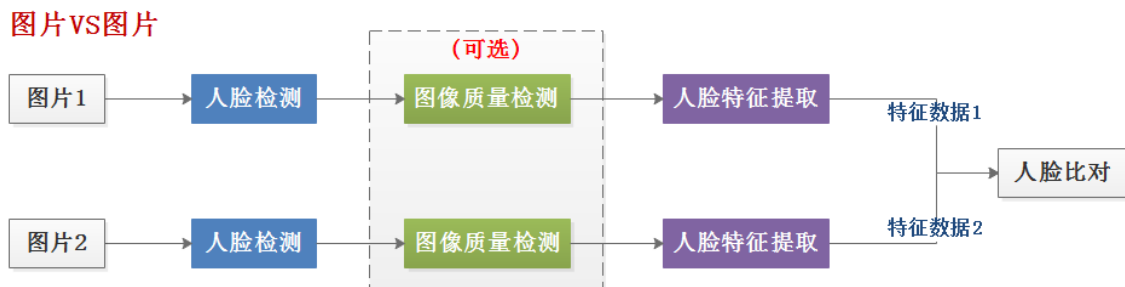 图片VS图片
(可选)
图片1
人脸检测
图像质量检测
人脸特征提取
特征数据1
人脸比对
图片2
人脸检测
图像质量检测
人脸特征提取
特征数据2